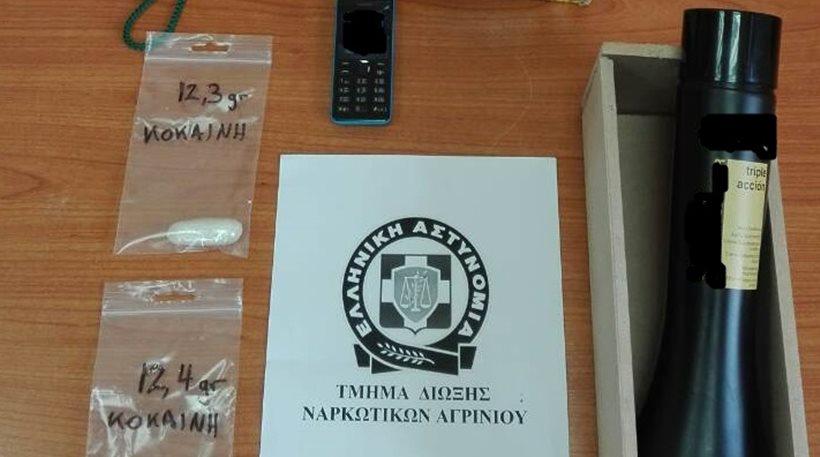 12,3 gr
ΚΟΚΑΙΝΗ
12,4 gr
ΚΟΚΑΙΝΗ
ΕΛΛΗΝΙΚΗ ΑΣΤΥΝΟΜΙΑ
ΤΜΗΜΑ ΔΙΩΞΗΣ
ΝΑΡΚΩΤΙΚΩΝ ΑΓΡΙΝΙΟΥ
triple
acción